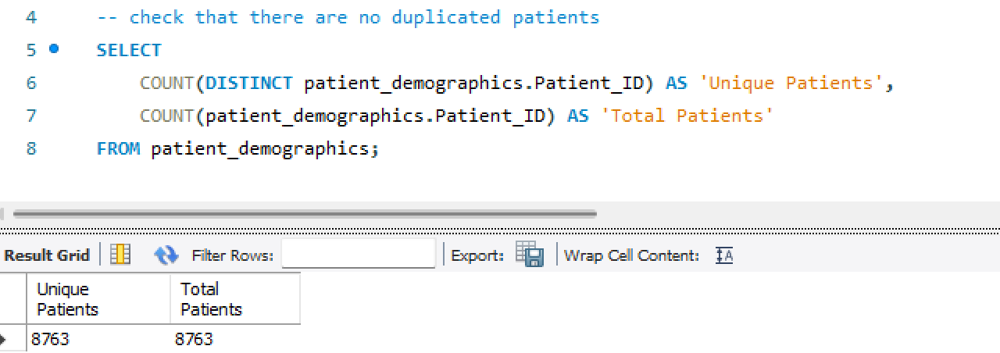 4 -- check that there are no duplicated patients
5 SELECT
6 COUNT(DISTINCT patient_demographics.Patient_ID) AS 'Unique Patients',
7 COUNT(patient_demographics.Patient_ID) AS 'Total Patients'
8 FROM patient_demographics;
Result Grid Filter Rows: Export: Wrap Cell Content: IA
Unique Total
Patients Patients
8763 8763